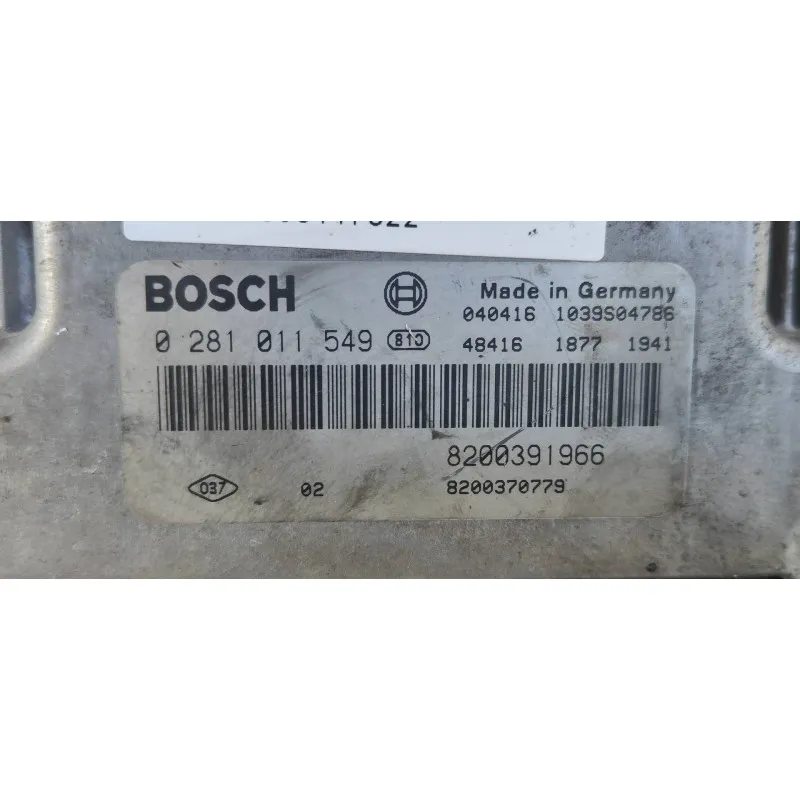 BOSCH Made in Germany
040416 1039S04786
0 281 011 549 48416 1877 1941
8200391966
037 02 8200370779